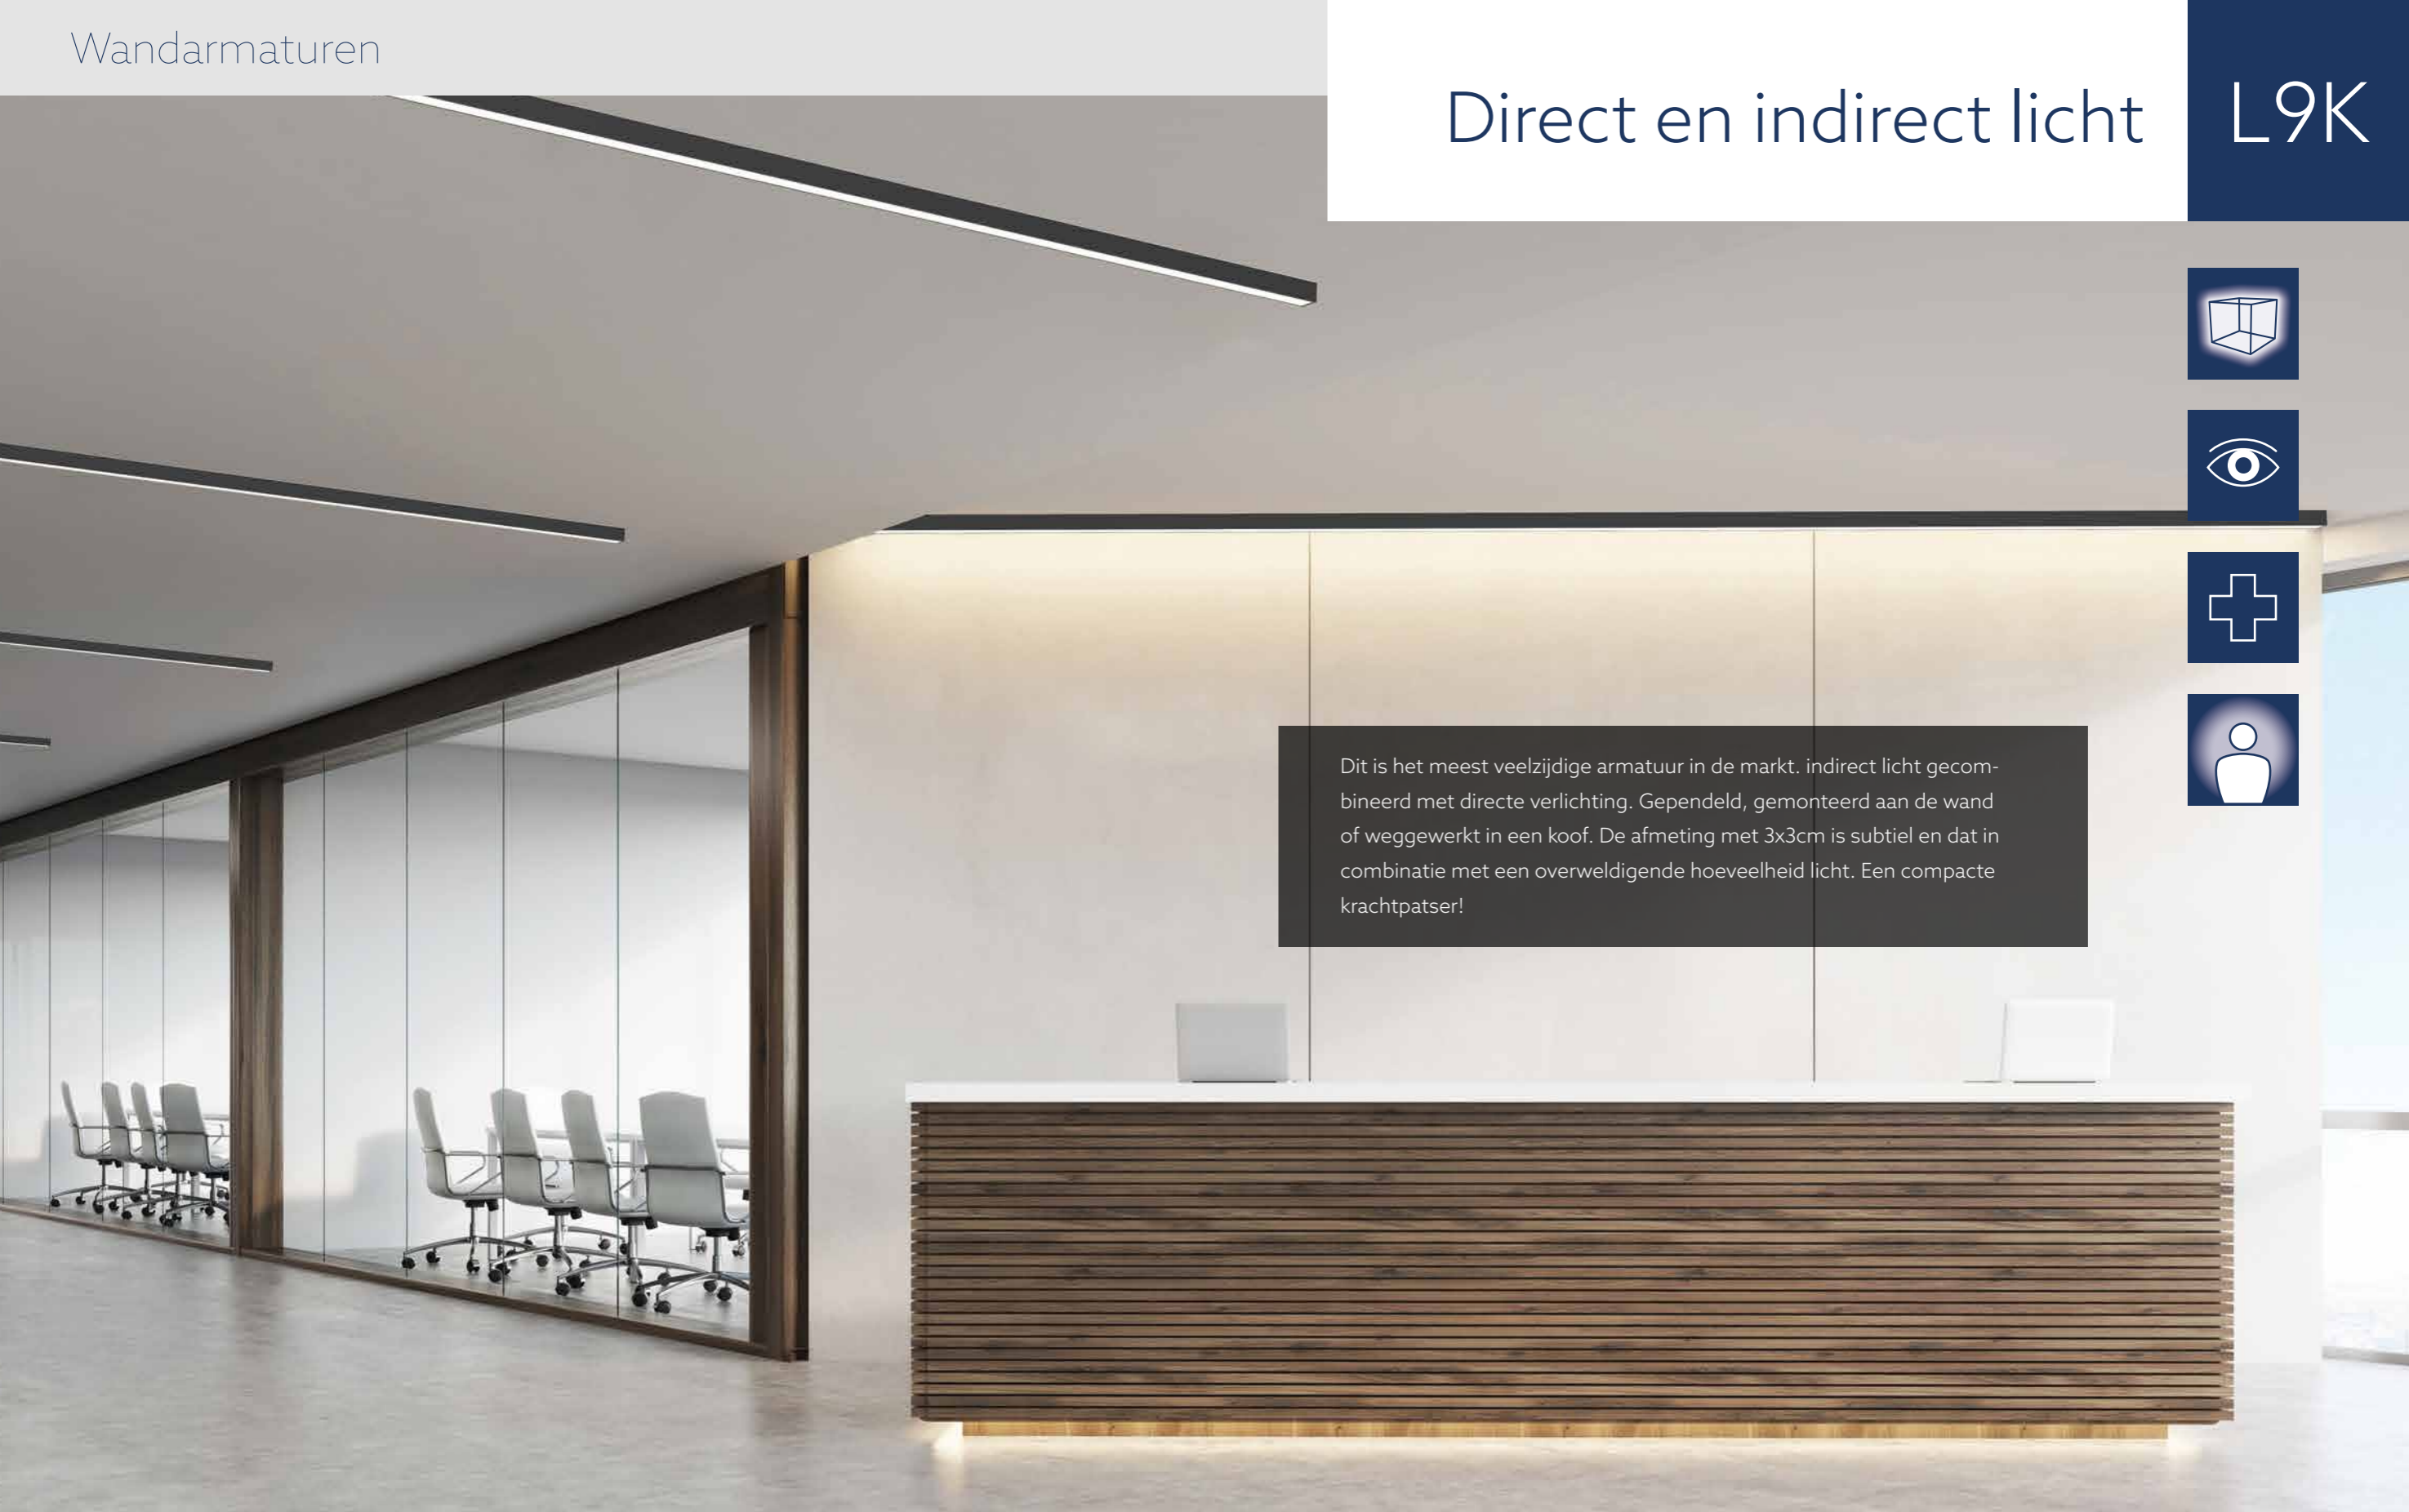 Wandarmaturen
Direct en indirect licht
L9K
Dit is het meest veelzijdige armatuur in de markt. indirect licht gecom-
bineerd met directe verlichting. Gependeld, gemonteerd aan de wand
of weggewerkt in een koof. De afmeting met 3x3cm is subtiel en dat in
combinatie met een overweldigende hoeveelheid licht. Een compacte
krachtpatser!